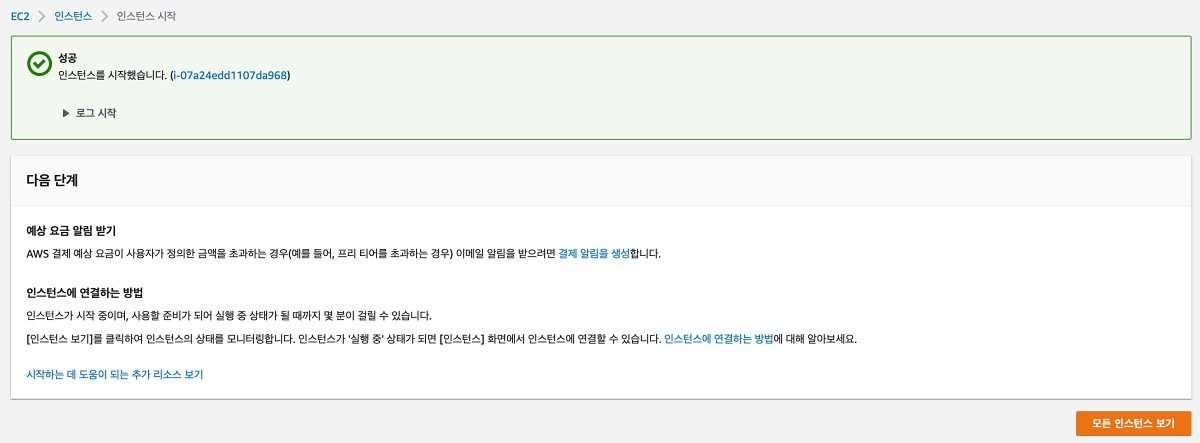 EC2 > 인스턴스 > 인스턴스 시작
성공
인스턴스를 시작했습니다. (i-07a24edd1107da968)
▶ 로그 시작
다음 단계
예상 요금 알림 받기
AWS 결제 예상 요금이 사용자가 정의한 금액을 초과하는 경우(예를 들어, 프리 티어를 초과하는 경우) 이메일 알림을 받으려면 결제 알림을 생성합니다.
인스턴스에 연결하는 방법
인스턴스가 시작 중이며, 사용할 준비가 되어 실행 중 상태가 될 때까지 몇 분이 걸릴 수 있습니다.
[인스턴스 보기]를 클릭하여 인스턴스의 상태를 모니터링합니다. 인스턴스가 '실행 중' 상태가 되면 [인스턴스] 화면에서 인스턴스에 연결할 수 있습니다. 인스턴스에 연결하는 방법에 대해 알아보세요.
시작하는 데 도움이 되는 추가 리소스 보기
모든 인스턴스 보기